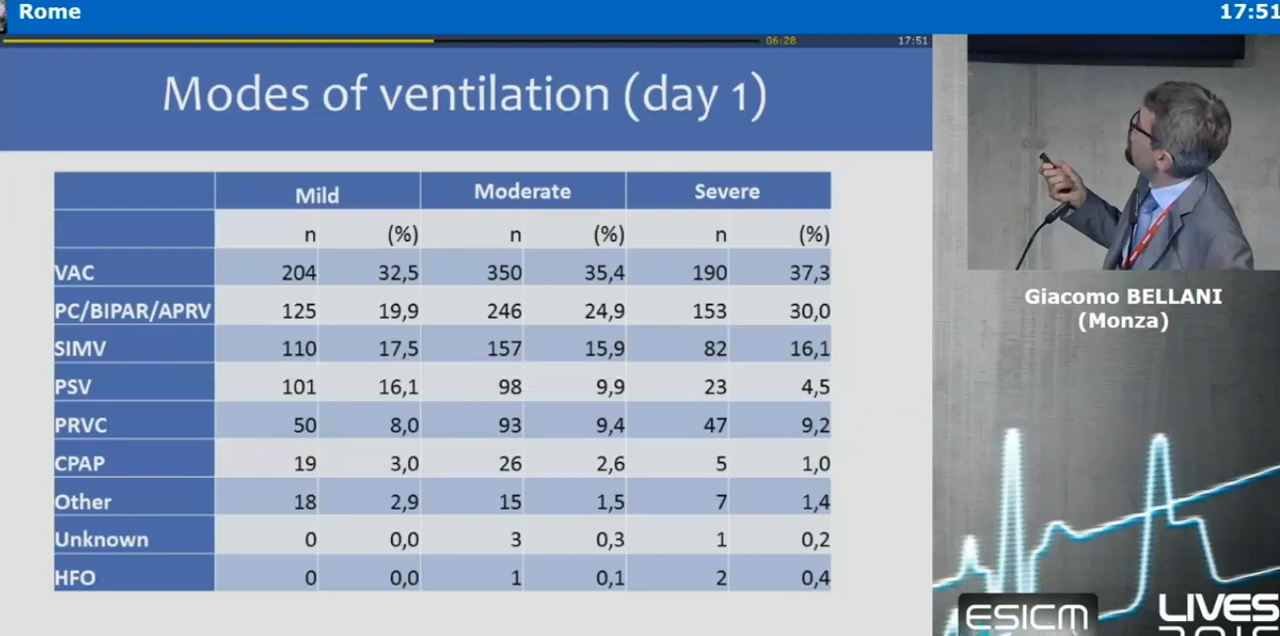 Rome
17:51
06:28
17:51
Modes of ventilation (day 1)
Mild Moderate Severe
n (%) n (%) n (%)
VAC 204 32,5 350 35,4 190 37,3
PC/BIPAR/APRV 125 19,9 246 24,9 153 30,0
SIMV 110 17,5 157 15,9 82 16,1
PSV 101 16,1 98 9,9 23 4,5
PRVC 50 8,0 93 9,4 47 9,2
CPAP 19 3,0 26 2,6 5 1,0
Other 18 2,9 15 1,5 7 1,4
Unknown 0 0,0 3 0,3 1 0,2
HFO 0 0,0 1 0,1 2 0,4
Giacomo BELLANI
(Monza)
ESICM
LIVES